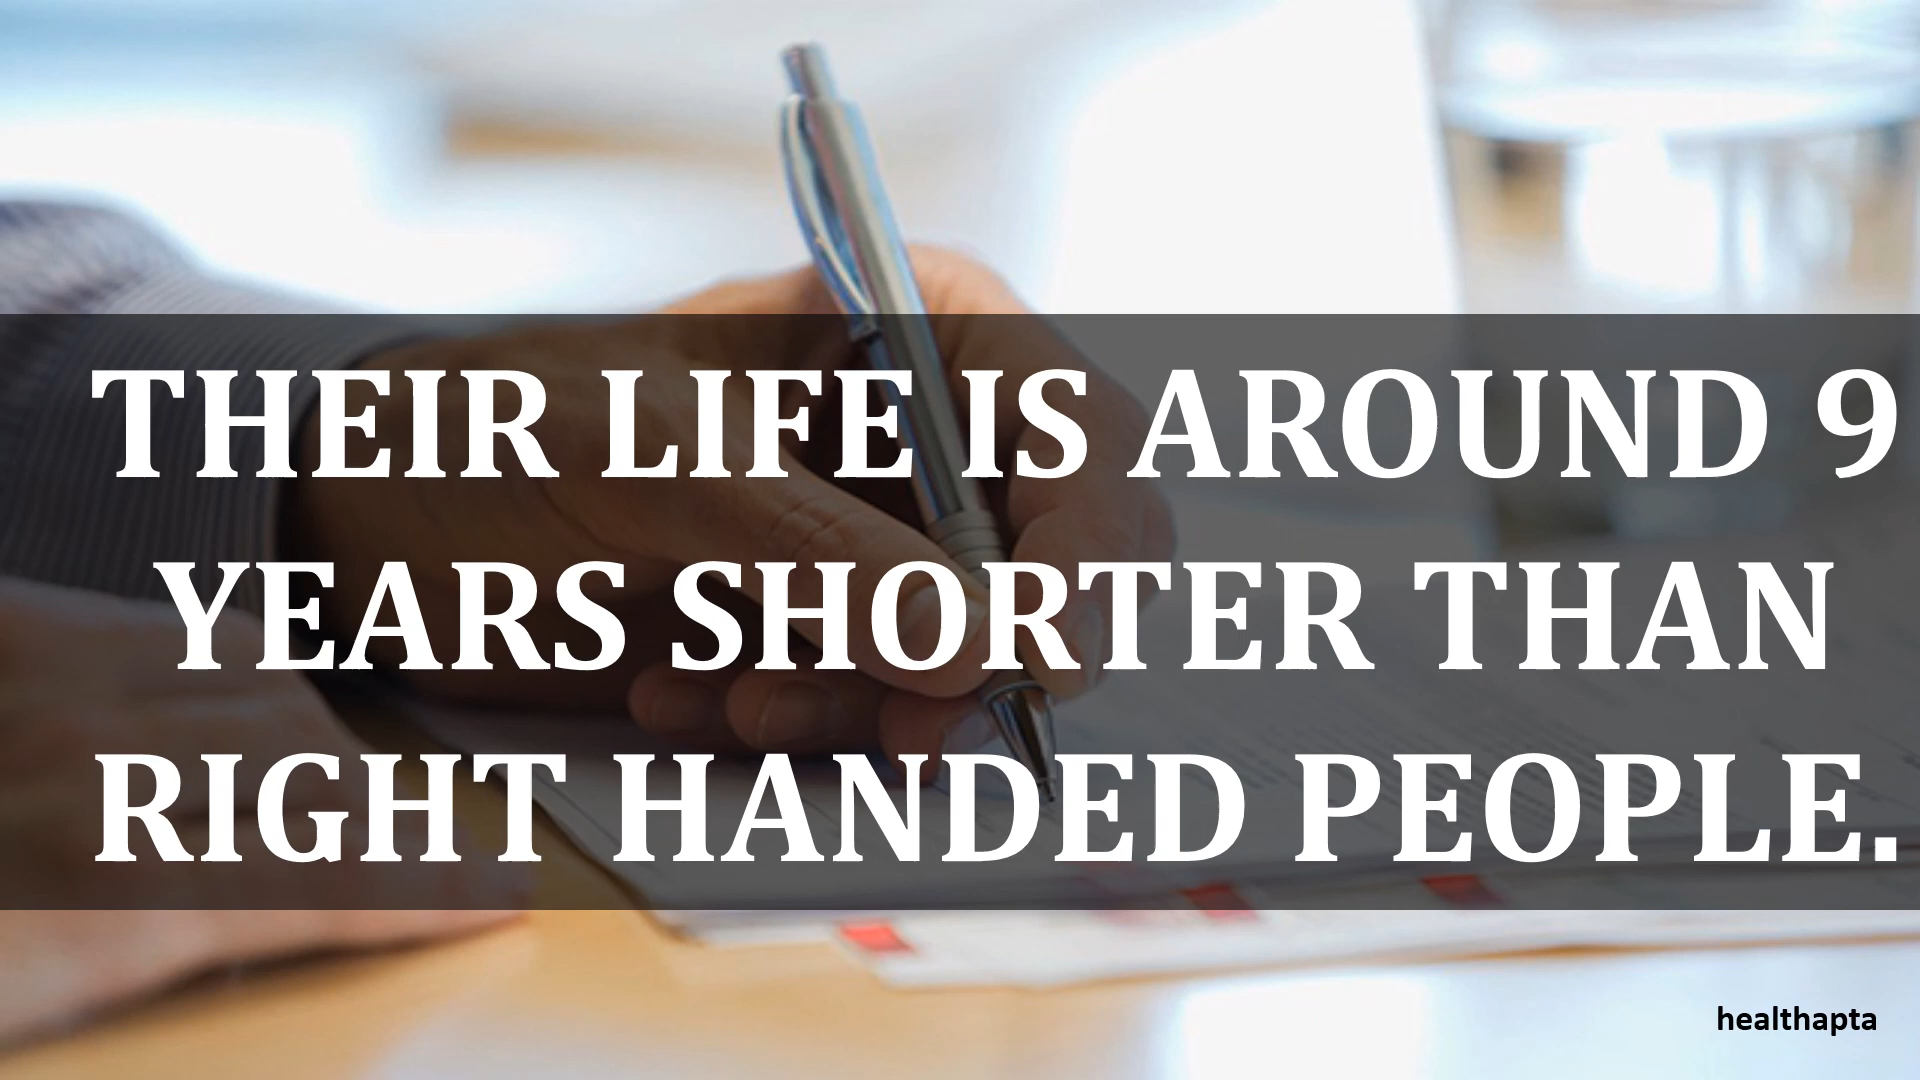 THEIR LIFE IS AROUND 9
YEARS SHORTER THAN
RIGHT HANDED PEOPLE.
healthapta